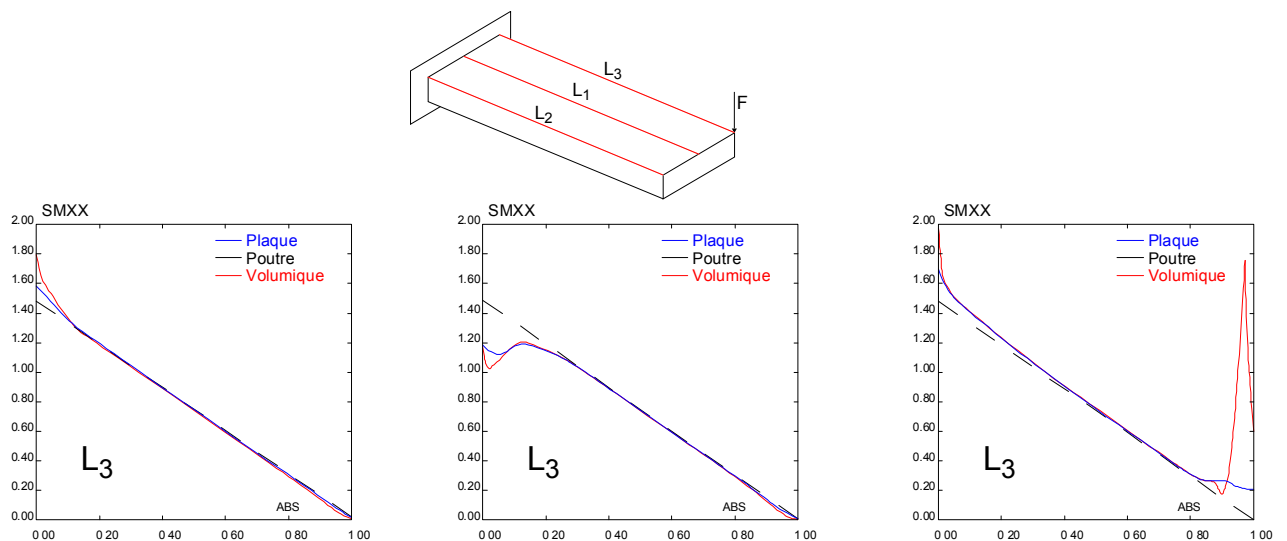 L3
L1
L2
F
SMXX
2.00
1.80
1.60
1.40
1.20
1.00
0.80
0.60
0.40
0.20
0.00
Plaque
Poutre
Volumique
L3
ABS
0 00
0 20
0 40
0 60
0 80
1 00
SMXX
2.00
1.80
1.60
1.40
1.20
1.00
0.80
0.60
0.40
0.20
0.00
Plaque
Poutre
Volumique
L3
ABS
0 00
0 20
0 40
0 60
0 80
1 00
SMXX
2.00
1.80
1.60
1.40
1.20
1.00
0.80
0.60
0.40
0.20
0.00
Plaque
Poutre
Volumique
L3
ABS
0 00
0 20
0 40
0 60
0 80
1 00